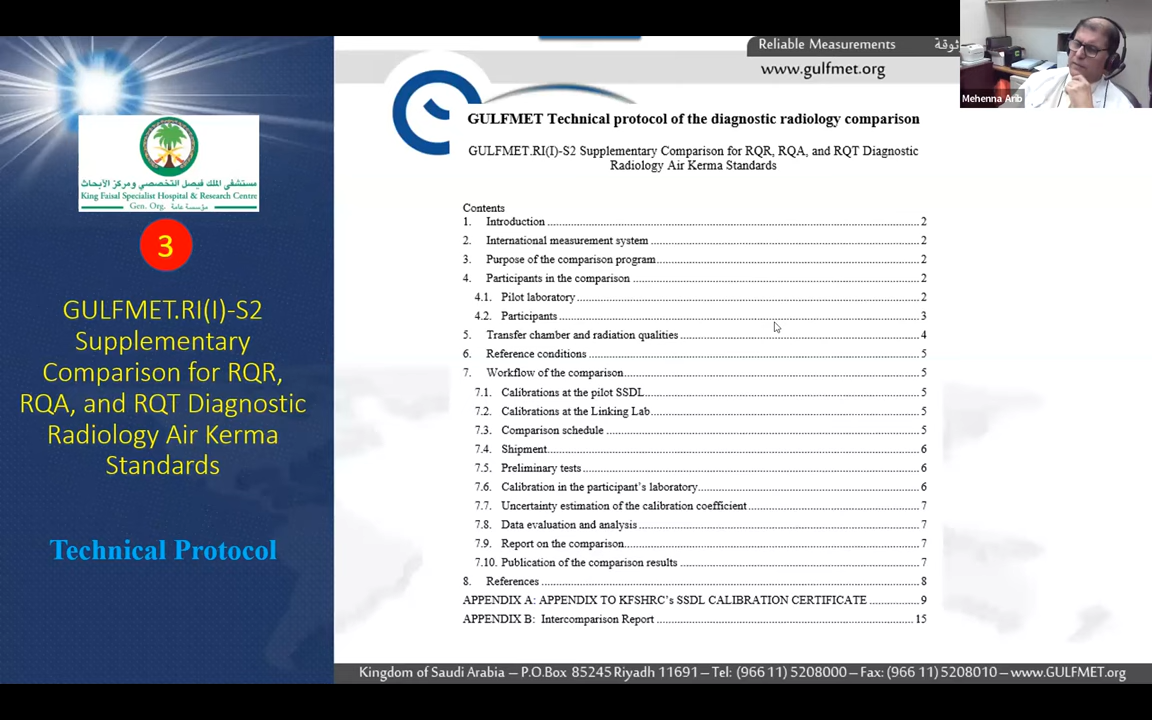 Reliable Measurements
www.gulfmet.org
Mehenna Arib
مستشفى الملك فيصل التخصصي ومركز الأبحاث
King Faisal Specialist Hospital & Research Centre
Gen. Org. مؤسسة عامة
3
GULFMET.RI(I)-S2
Supplementary
Comparison for RQR,
RQA, and RQT Diagnostic
Radiology Air Kerma
Standards
Technical Protocol
GULFMET Technical protocol of the diagnostic radiology comparison
GULFMET.RI(I)-S2 Supplementary Comparison for RQR, RQA, and RQT Diagnostic
Radiology Air Kerma Standards
Contents
1. Introduction 2
2. International measurement system 2
3. Purpose of the comparison program 2
4. Participants in the comparison 2
4.1. Pilot laboratory 2
4.2. Participants 3
5. Transfer chamber and radiation qualities 4
6. Reference conditions 5
7. Workflow of the comparison 5
7.1. Calibrations at the pilot SSDL 5
7.2. Calibrations at the Linking Lab 5
7.3. Comparison schedule 5
7.4. Shipment 6
7.5. Preliminary tests 6
7.6. Calibration in the participant's laboratory 6
7.7. Uncertainty estimation of the calibration coefficient 7
7.8. Data evaluation and analysis 7
7.9. Report on the comparison 7
7.10. Publication of the comparison results 7
8. References 8
APPENDIX A: APPENDIX TO KFSHRC's SSDL CALIBRATION CERTIFICATE 9
APPENDIX B: Intercomparison Report 15
Kingdom of Saudi Arabia – P.O.Box 85245 Riyadh 11691 – Tel: (966 11) 5208000 – Fax: (966 11) 5208010 – www.GULFMET.org